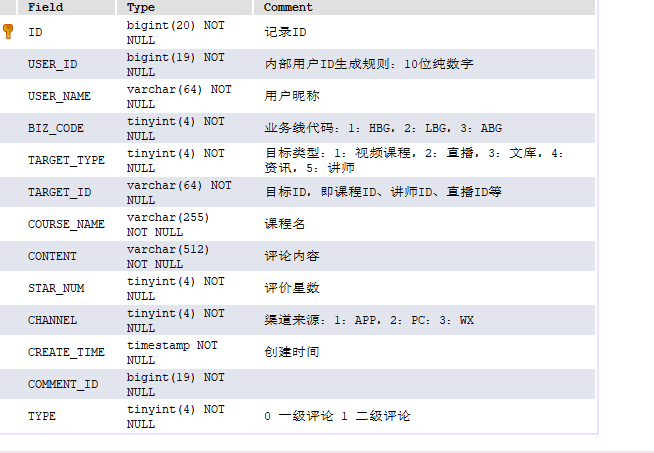 Field Type Comment
ID bigint(20) NOT NULL 记录ID
USER_ID bigint(19) NOT NULL 内部用户ID生成规则：10位纯数字
USER_NAME varchar(64) NOT NULL 用户昵称
BIZ_CODE tinyint(4) NOT NULL 业务线代码：1：HBG，2：LBG，3：ABG
TARGET_TYPE tinyint(4) NOT NULL 目标类型：1：视频课程，2：直播，3：文库，4：资讯，5：讲师
TARGET_ID varchar(64) NOT NULL 目标ID，即课程ID、讲师ID、直播ID等
COURSE_NAME varchar(255) NOT NULL 课程名
CONTENT varchar(512) NOT NULL 评论内容
STAR_NUM tinyint(4) NOT NULL 评价星数
CHANNEL tinyint(4) NOT NULL 渠道来源：1：APP，2：PC：3：WX
CREATE_TIME timestamp NOT NULL 创建时间
COMMENT_ID bigint(19) NOT NULL
TYPE tinyint(4) NOT NULL 0 一级评论 1 二级评论